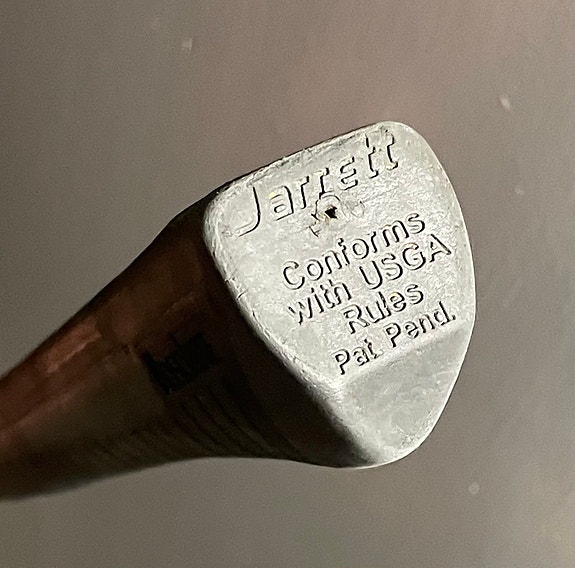 Jarrett
Conforms
with USGA
Rules
Pat Pend.